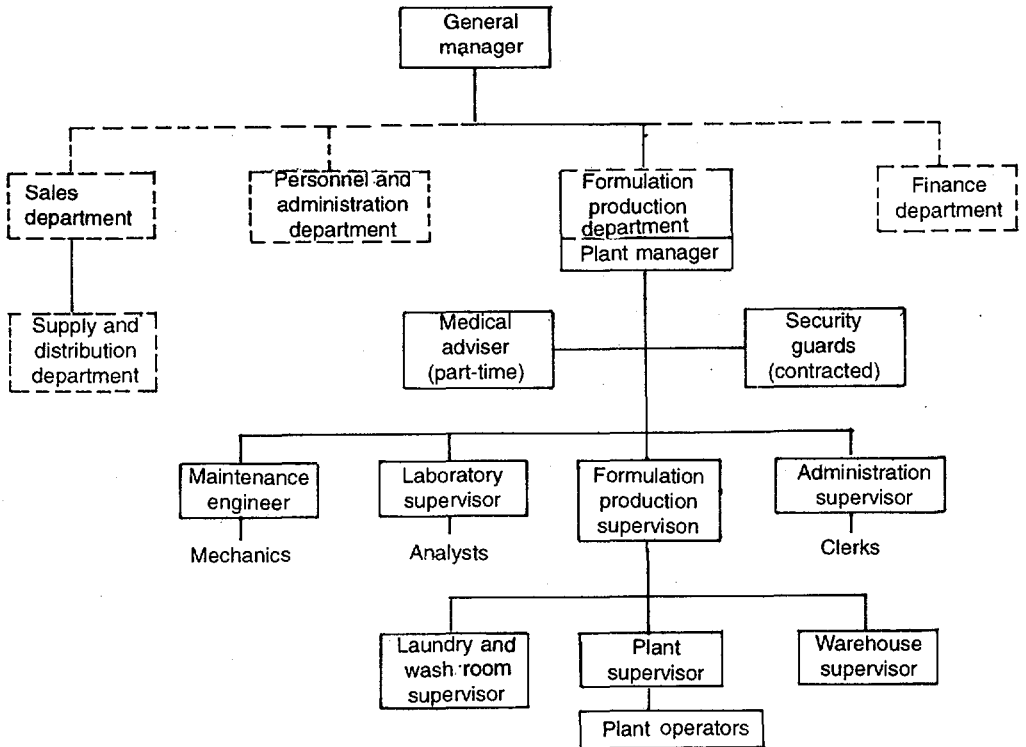 General
manager
Sales
department
Personnel and
administration
department
Formulation
production
department
Plant manager
Finance
department
Supply and
distribution
department
Medical
adviser
(part-time)
Security
guards
(contracted)
Maintenance
engineer
Laboratory
supervisor
Formulation
production
supervison
Administration
supervisor
Mechanics
Analysts
Clerks
Laundry and
wash room
supervisor
Plant
supervisor
Warehouse
supervisor
Plant operators